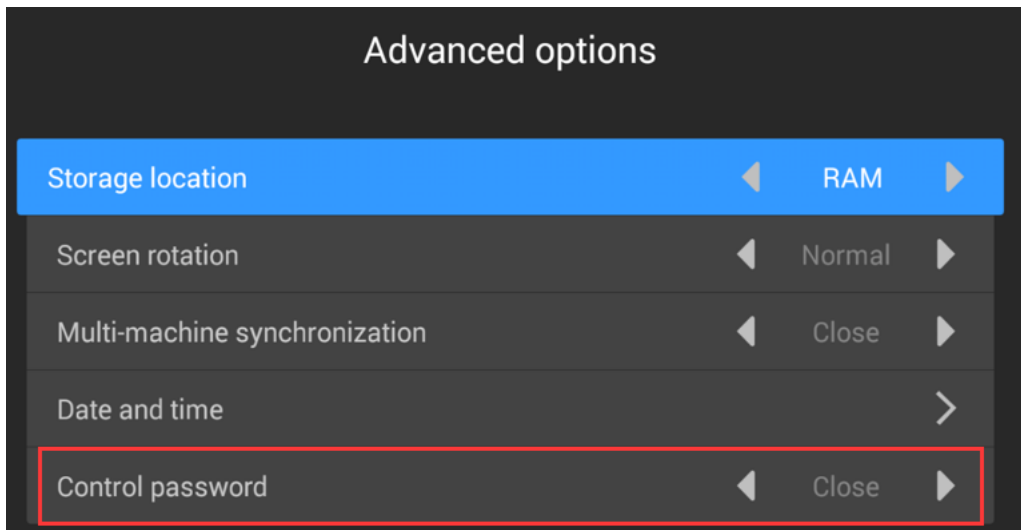 Advanced options
Storage location RAM
Screen rotation Normal
Multi-machine synchronization Close
Date and time
Control password Close